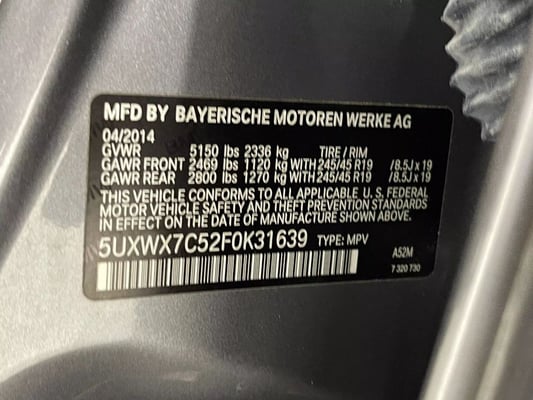 MFD BY BAYERISCHE MOTOREN WERKE AG
04/2014
GVWR 5150 lbs 2336 kg TIRE / RIM
GAWR FRONT 2469 lbs 1120 kg WITH 245/45 R19 /8.5J x 19
GAWR REAR 2800 lbs 1270 kg WITH 245/45 R19 /8.5J x 19
THIS VEHICLE CONFORMS TO ALL APPLICABLE U. S. FEDERAL
MOTOR VEHICLE SAFETY AND THEFT PREVENTION STANDARDS
IN EFFECT ON THE DATE OF MANUFACTURE SHOWN ABOVE.
5UXWX7C52F0K31639 TYPE: MPV
A52M
7 320 730